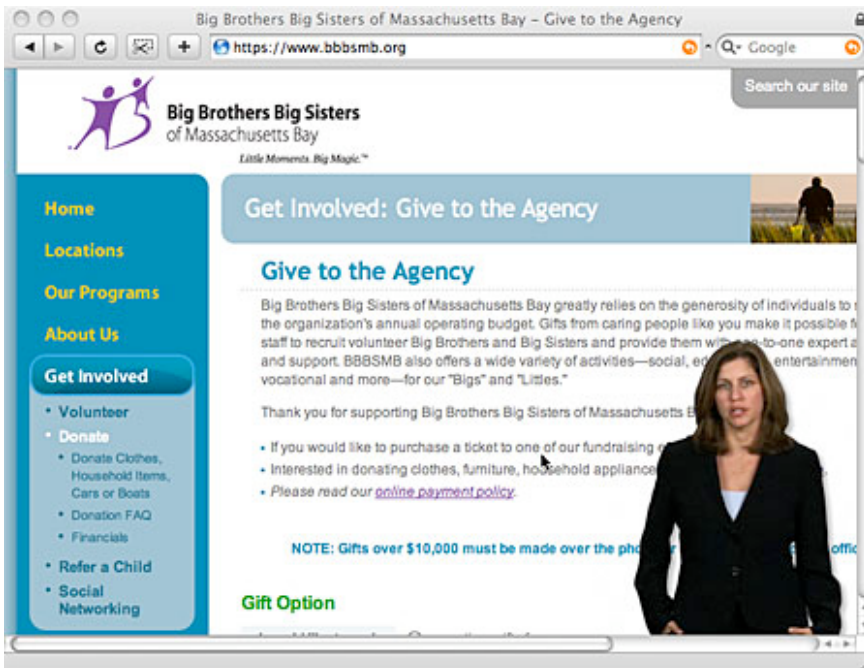 Big Brothers Big Sisters of Massachusetts Bay – Give to the Agency
https://www.bbbsmb.org
Google
Search our site
Big Brothers Big Sisters
of Massachusetts Bay
Little Moments. Big Magic.™
Home
Locations
Our Programs
About Us
Get Involved
• Volunteer
• Donate
• Donate Clothes,
Household Items,
Cars or Boats
• Donation FAQ
• Financials
• Refer a Child
• Social
Networking
Get Involved: Give to the Agency
Give to the Agency
Big Brothers Big Sisters of Massachusetts Bay greatly relies on the generosity of individuals to
the organization's annual operating budget. Gifts from caring people like you make it possible
staff to recruit volunteer Big Brothers and Big Sisters and provide them with one-to-one expert
and support. BBBSMB also offers a wide variety of activities—social, entertainment
vocational and more—for our "Bigs" and "Littles."
Thank you for supporting Big Brothers Big Sisters of Massachusetts
• If you would like to purchase a ticket to one of our fundraising
• Interested in donating clothes, furniture, household
• Please read our online payment policy.
NOTE: Gifts over $10,000 must be made over the
Gift Option